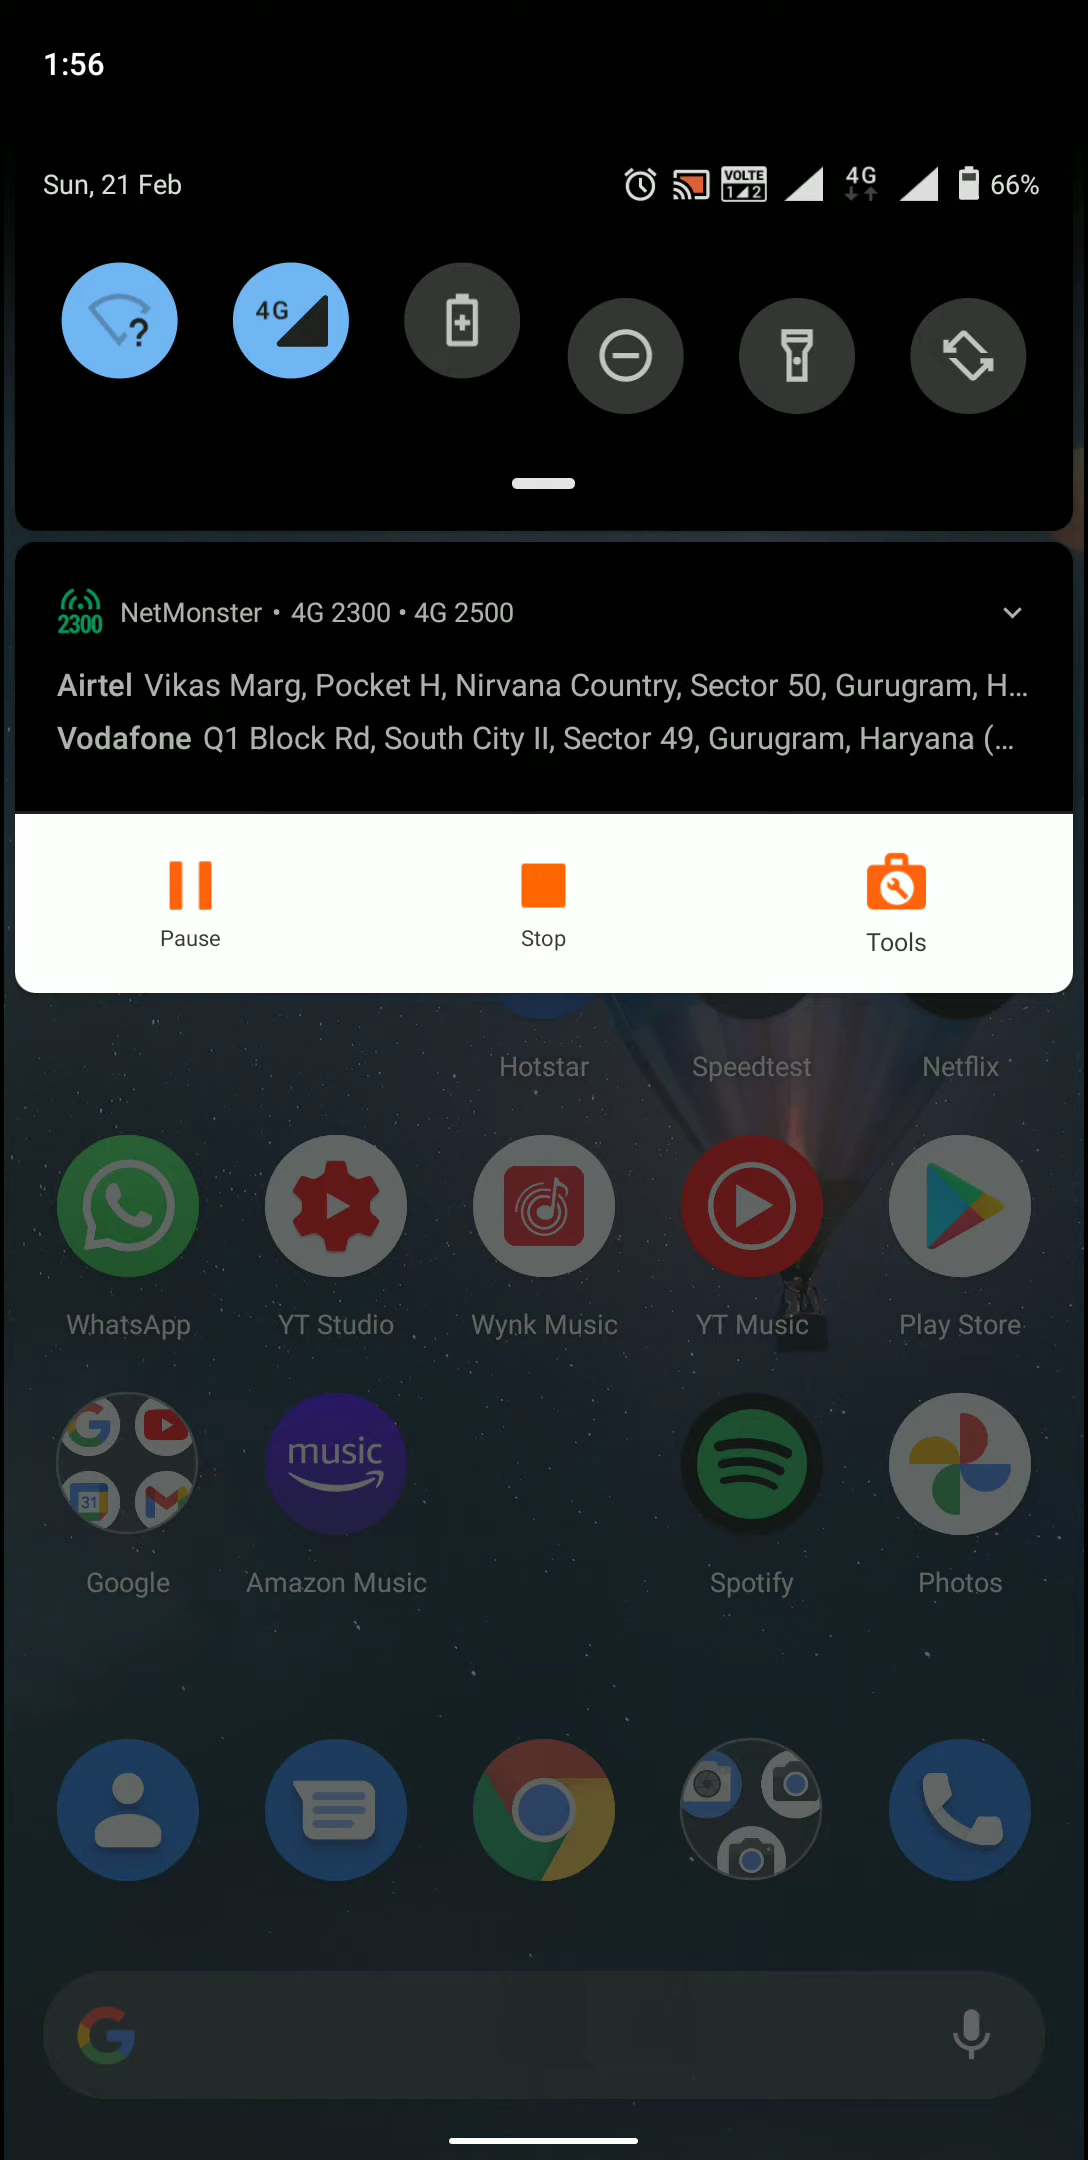 1:56
Sun, 21 Feb
VOLTE
1 2
4G
66%
4G
?
2300
NetMonster • 4G 2300 • 4G 2500
Airtel Vikas Marg, Pocket H, Nirvana Country, Sector 50, Gurugram, H...
Vodafone Q1 Block Rd, South City II, Sector 49, Gurugram, Haryana (...
Pause
Stop
Tools
Hotstar
Speedtest
Netflix
WhatsApp
YT Studio
Wynk Music
YT Music
Play Store
music
31
Google
Amazon Music
Spotify
Photos